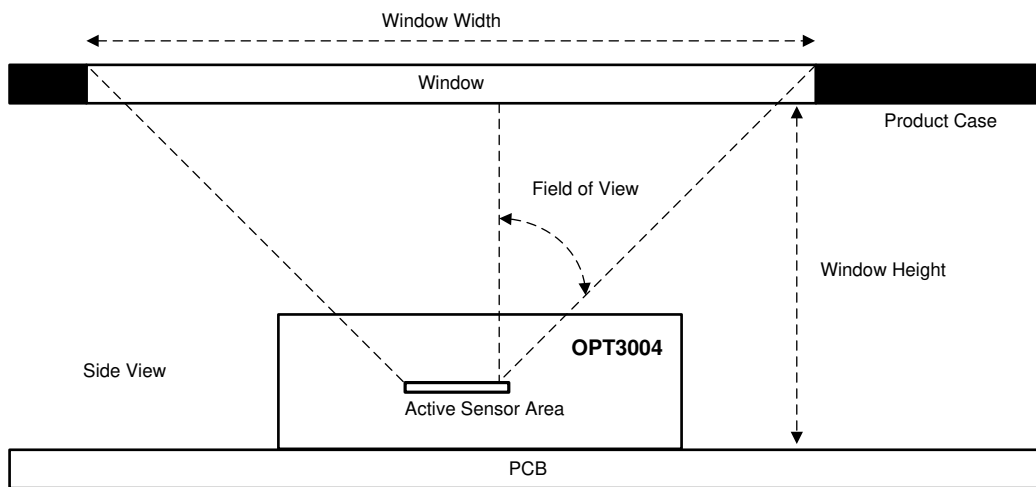 Window Width
Window
Product Case
Field of View
Window Height
OPT3004
Side View
Active Sensor Area
PCB